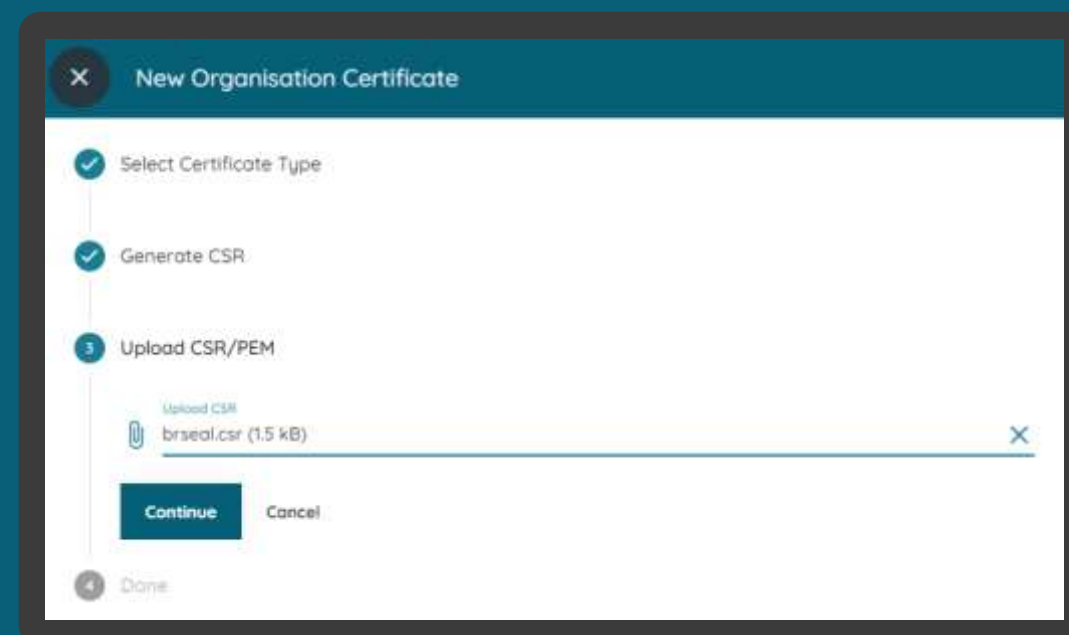 New Organisation Certificate
Select Certificate Type
Generate CSR
3 Upload CSR/PEM
Upload CSR
brseal.csr (1.5 kB)
Continue Cancel
4 Done